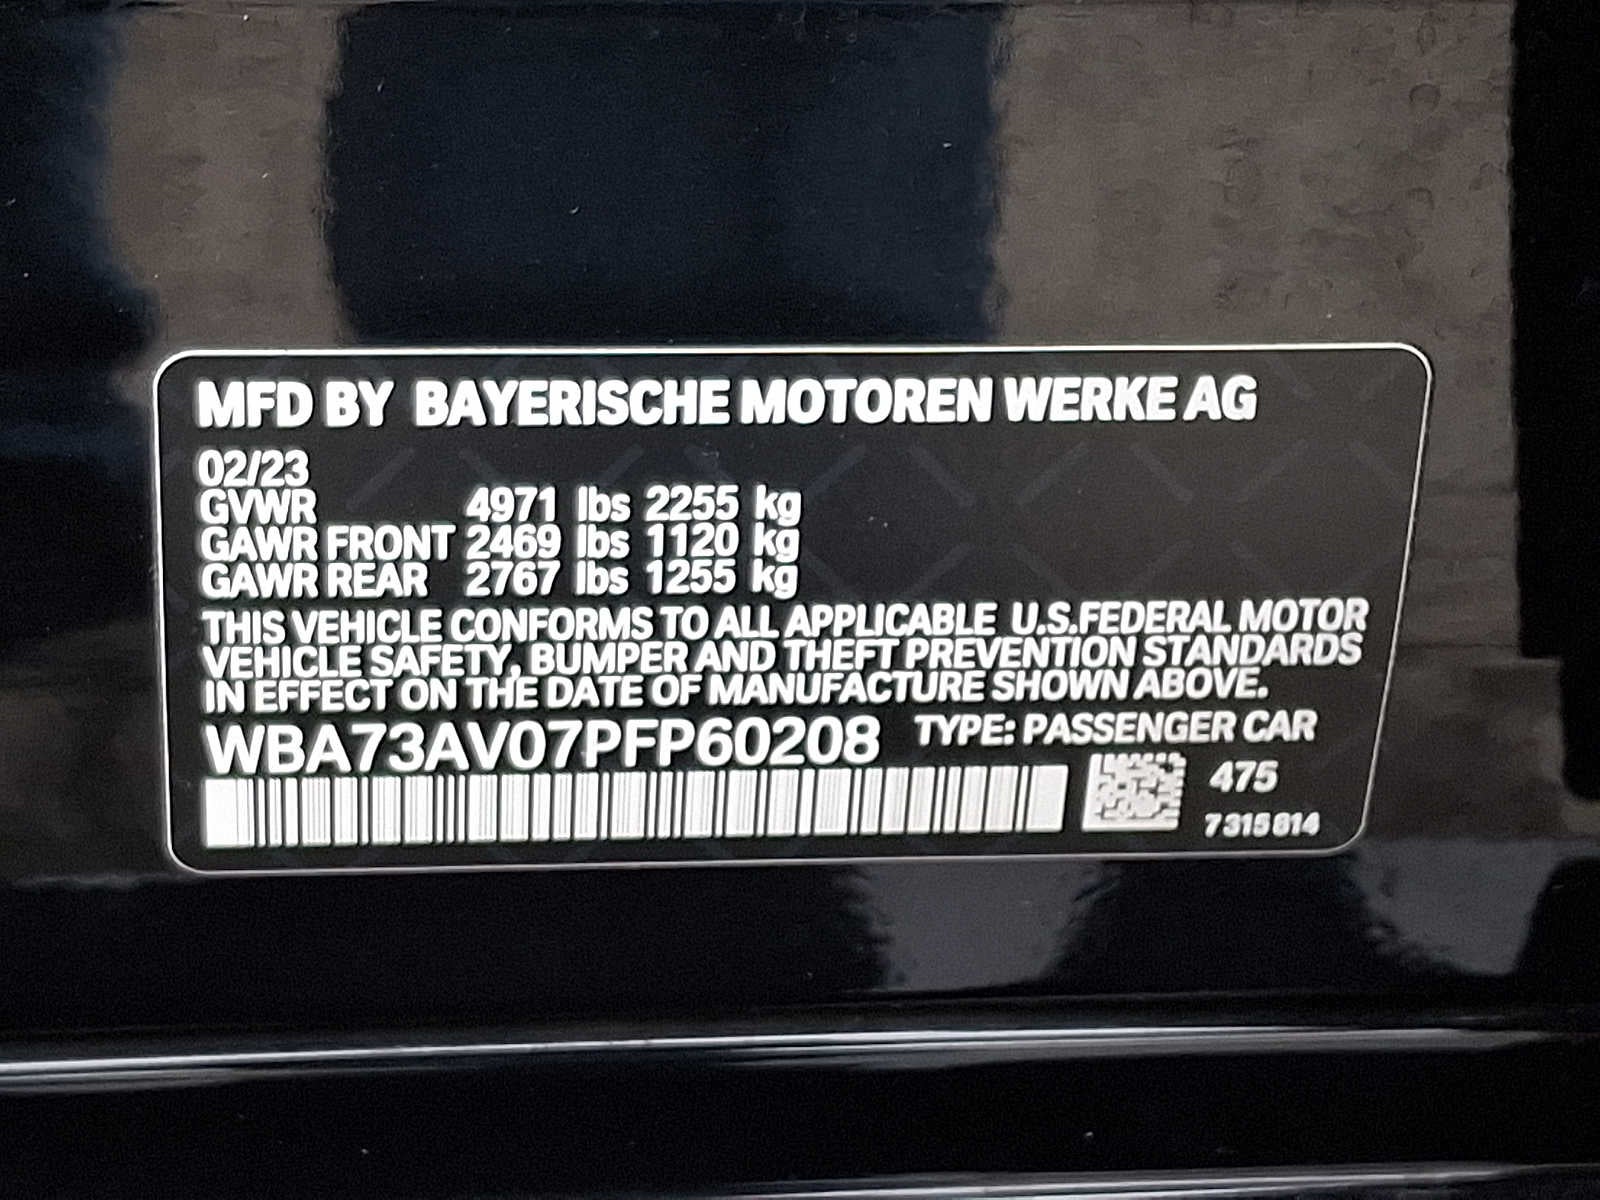 MFD BY BAYERISCHE MOTOREN WERKE AG
02/23
GVWR 4971 lbs 2255 kg
GAWR FRONT 2469 lbs 1120 kg
GAWR REAR 2767 lbs 1255 kg
THIS VEHICLE CONFORMS TO ALL APPLICABLE U.S.FEDERAL MOTOR
VEHICLE SAFETY, BUMPER AND THEFT PREVENTION STANDARDS
IN EFFECT ON THE DATE OF MANUFACTURE SHOWN ABOVE.
WBA73AV07PFP60208 TYPE: PASSENGER CAR
475
7315814